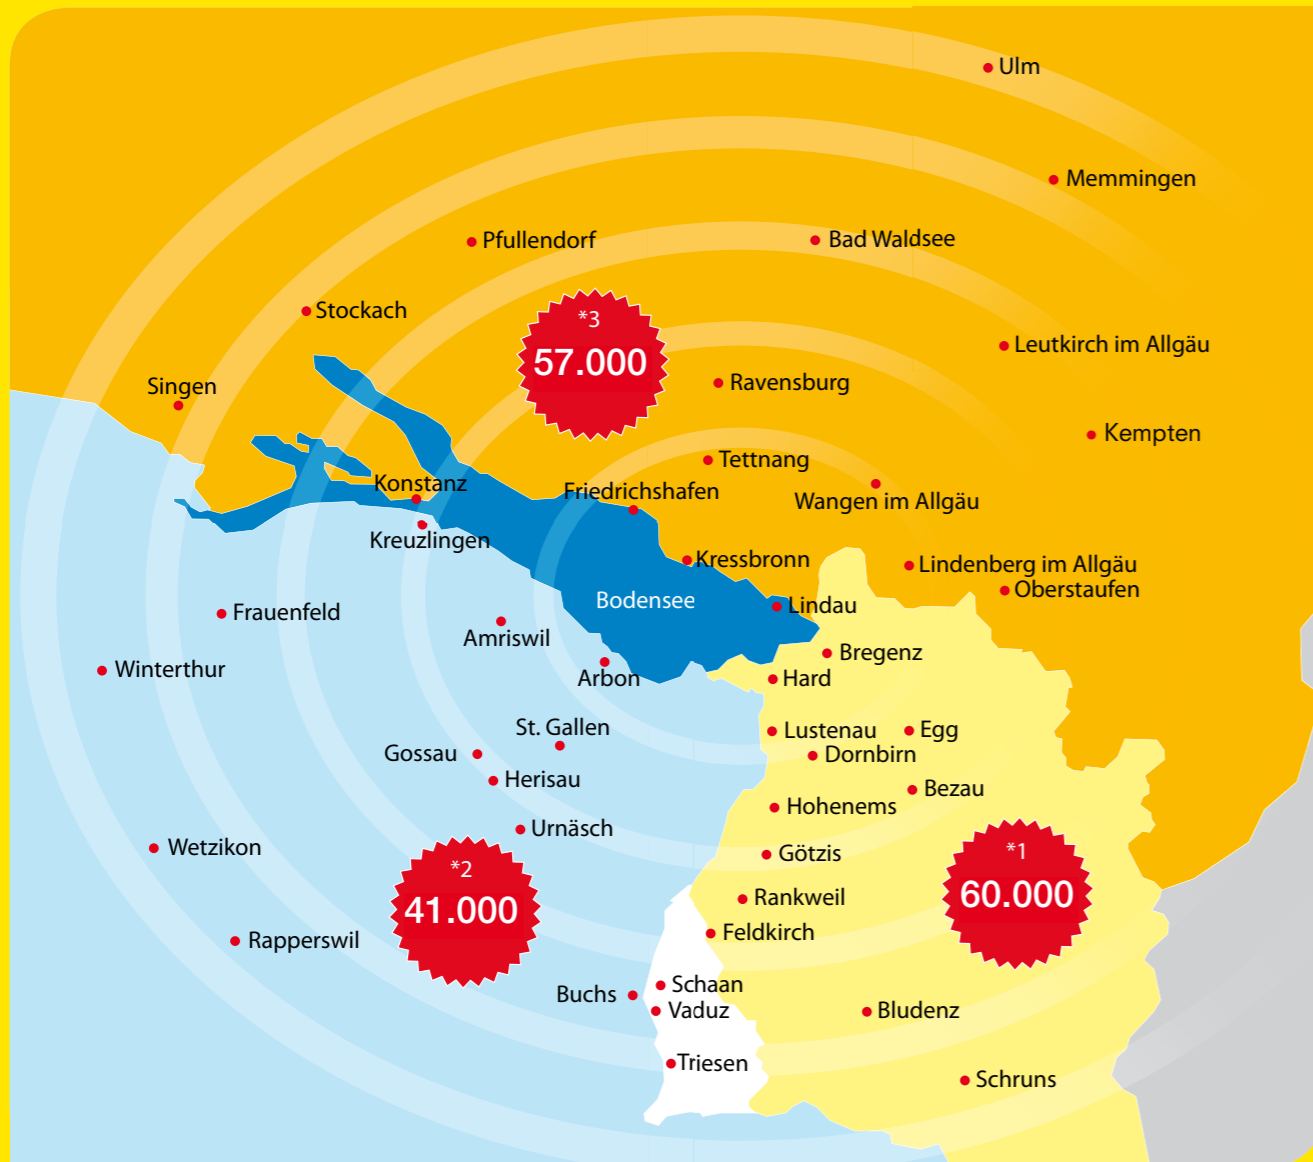 Ulm
Memmingen
Pfullendorf
Bad Waldsee
Stockach
*3
57.000
Leutkirch im Allgäu
Singen
Ravensburg
Kempten
Tettnang
Konstanz
Friedrichshafen
Wangen im Allgäu
Kreuzlingen
Kressbronn
Lindenberg im Allgäu
Oberstaufen
Bodensee
Lindau
Frauenfeld
Amriswil
Bregenz
Winterthur
Arbon
Hard
St. Gallen
Lustenau
Egg
Gossau
Dornbirn
Herisau
Bezau
Hohenems
Urnäsch
Wetzikon
Götzis
*2
41.000
*1
60.000
Rankweil
Feldkirch
Rapperswil
Schaan
Buchs
Vaduz
Bludenz
Triesen
Schruns